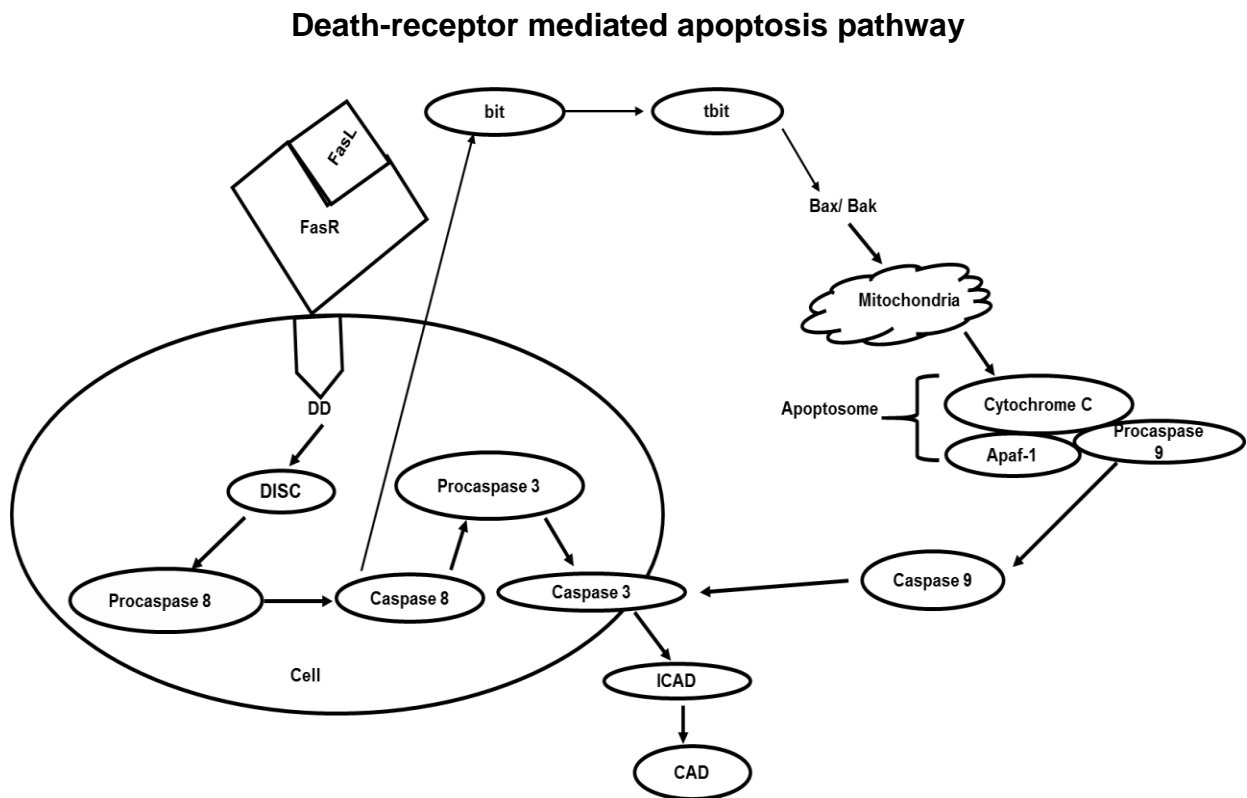 Death-receptor mediated apoptosis pathway
bit
tbit
FasL
FasR
Bax/ Bak
Mitochondria
DD
Apoptosome
Cytochrome C
Apaf-1
Procaspase
9
DISC
Procaspase 3
Procaspase 8
Caspase 8
Caspase 3
Caspase 9
Cell
ICAD
CAD